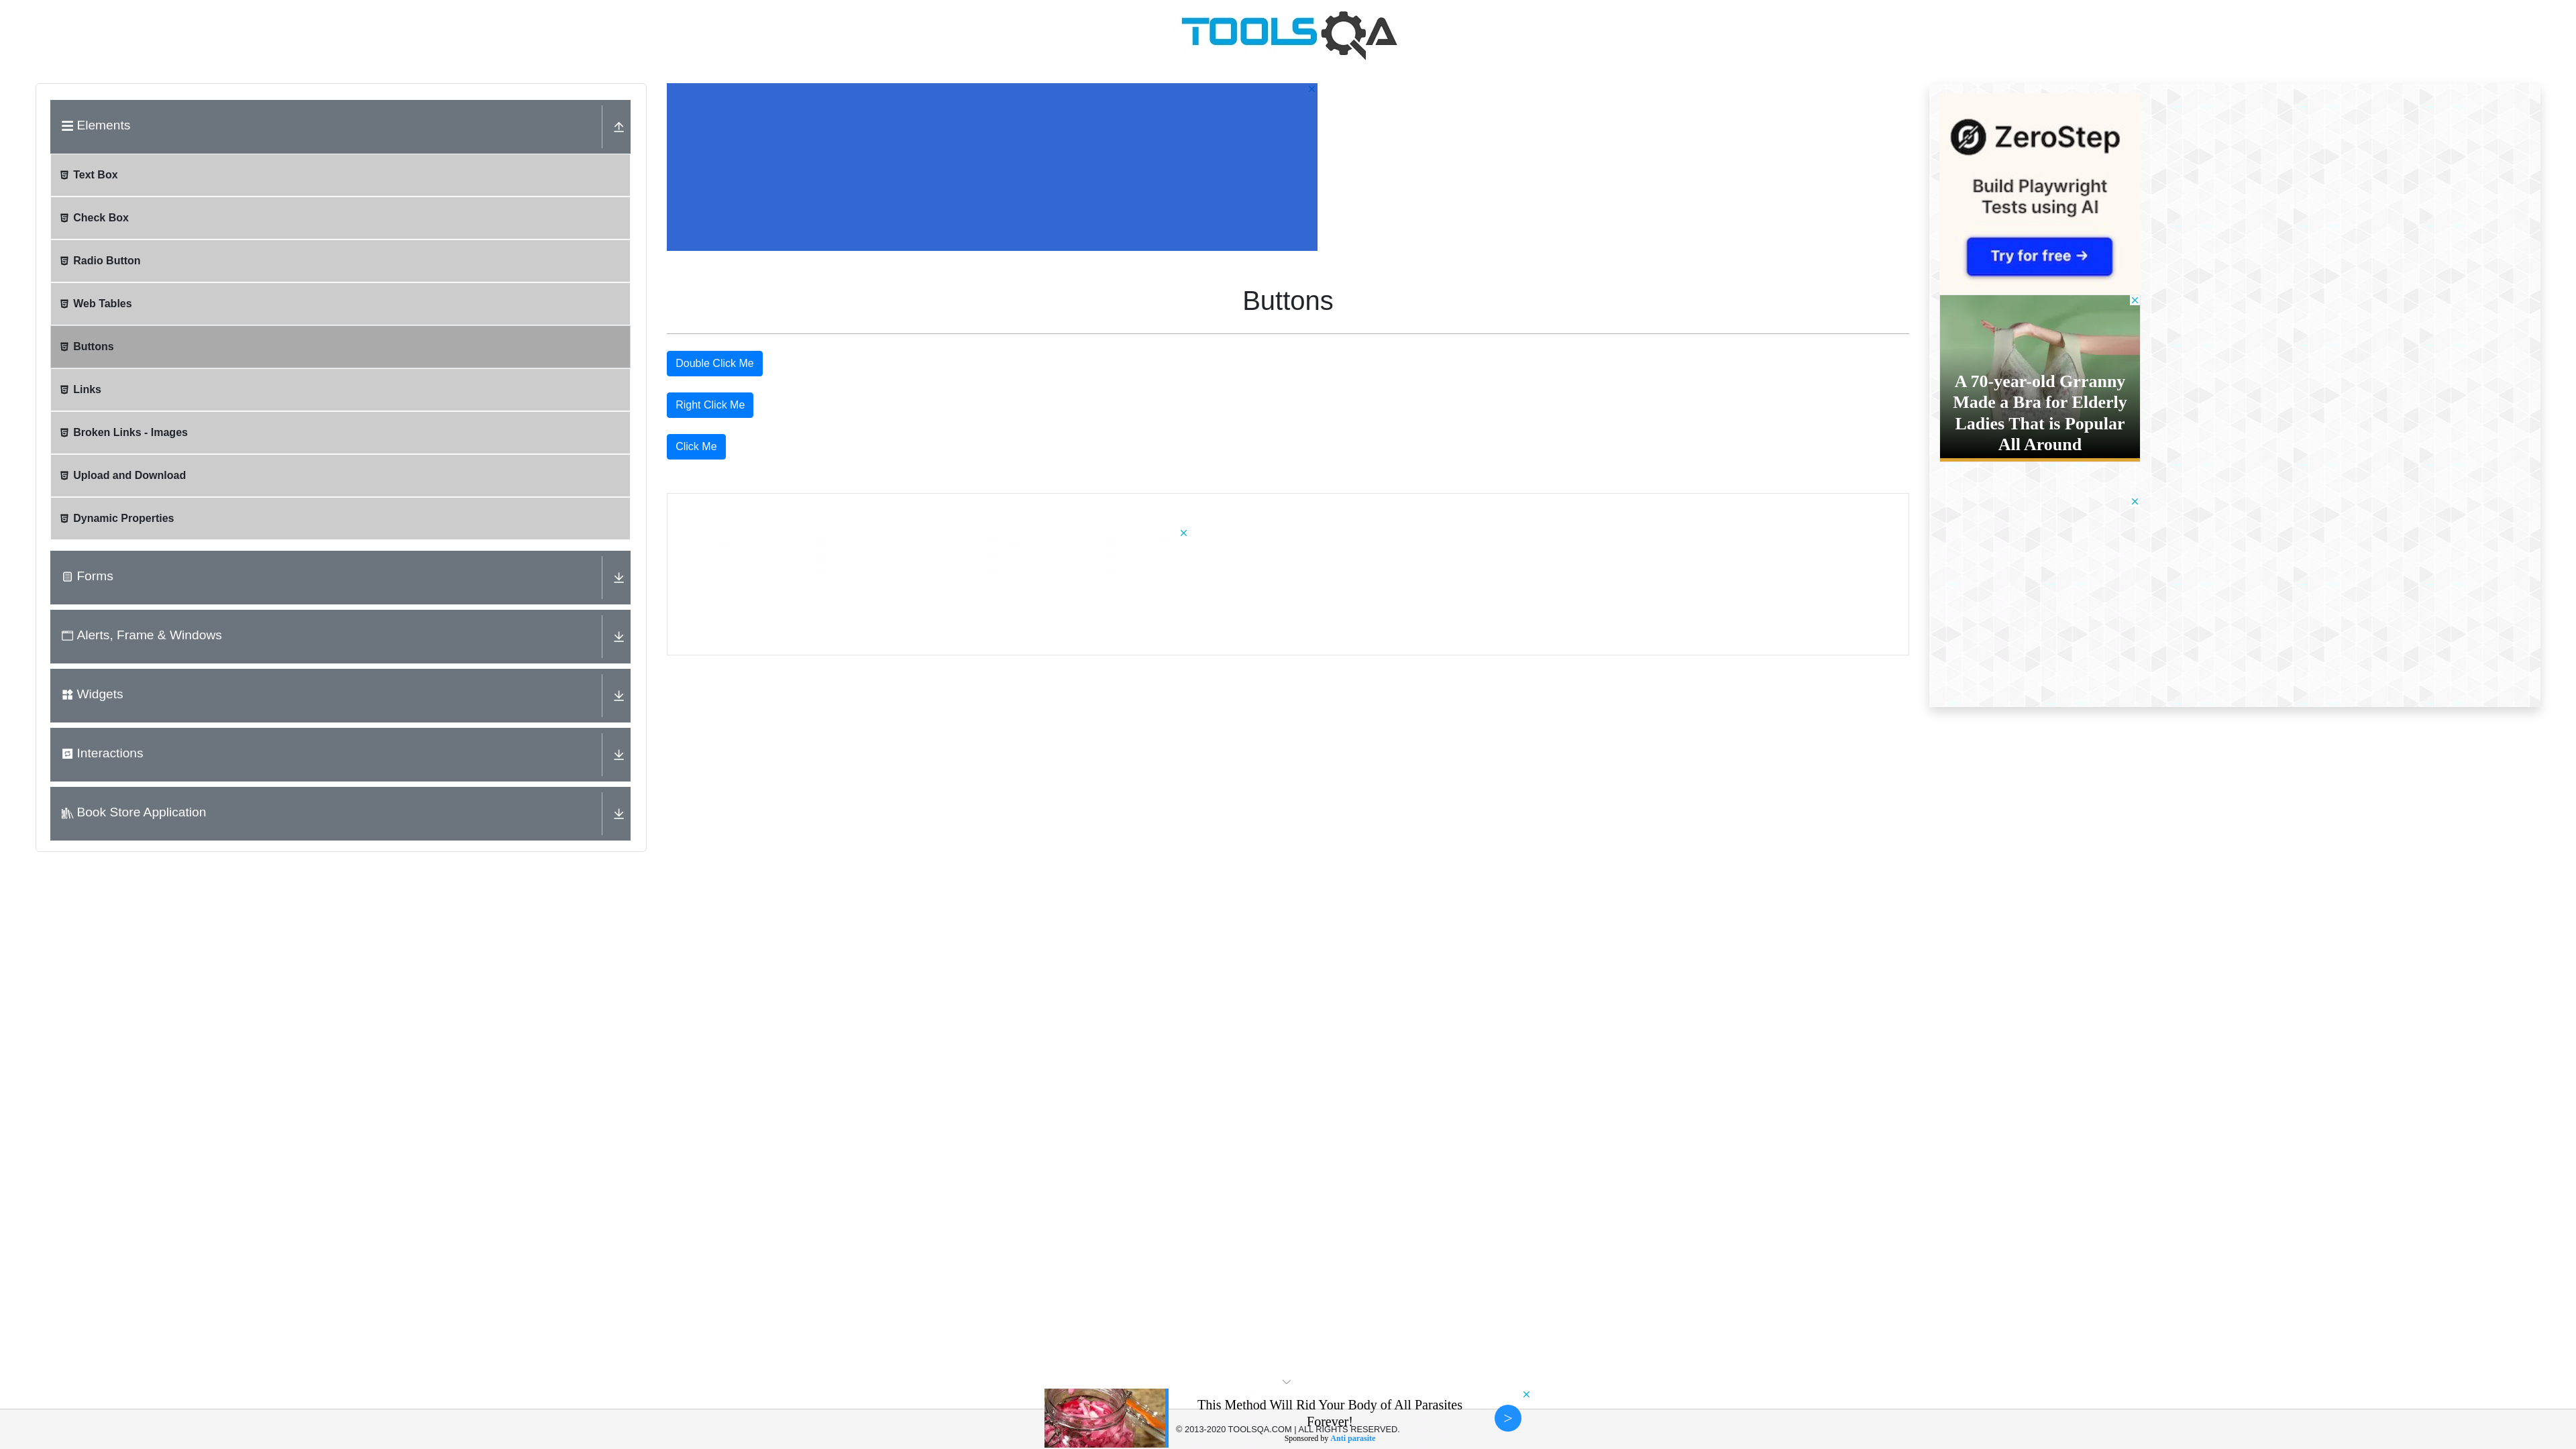 TOOLSQA
Elements
Text Box
Check Box
Radio Button
Web Tables
Buttons
Links
Broken Links - Images
Upload and Download
Dynamic Properties
Forms
Alerts, Frame & Windows
Widgets
Interactions
Book Store Application
Buttons
Double Click Me
Right Click Me
Click Me
ZeroStep
Build Playwright
Tests using AI
Try for free →
A 70-year-old Grranny
Made a Bra for Elderly
Ladies That is Popular
All Around
This Method Will Rid Your Body of All Parasites
Forever!
>
© 2013-2020 TOOLSQA.COM | ALL RIGHTS RESERVED.
Sponsored by Anti parasite